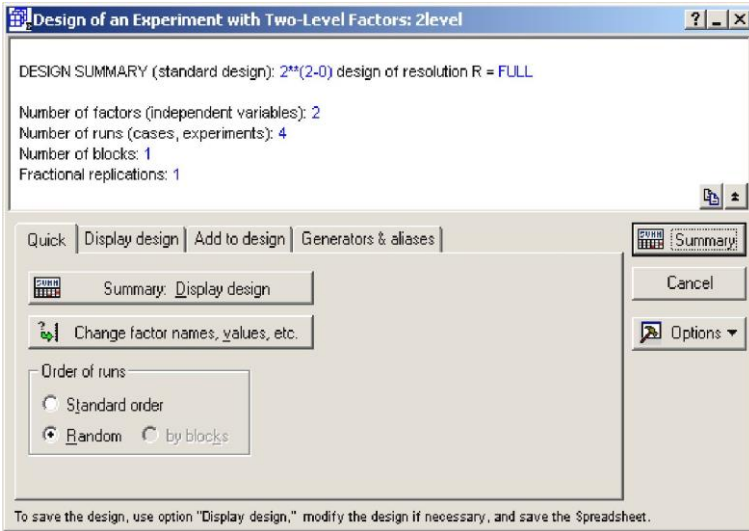 Design of an Experiment with Two-Level Factors: 2level
DESIGN SUMMARY (standard design): 2**(2-0) design of resolution R = FULL
Number of factors (independent variables): 2
Number of runs (cases, experiments): 4
Number of blocks: 1
Fractional replications: 1
Quick
Display design
Add to design
Generators & aliases
Summary
Summary: Display design
Cancel
Change factor names, values, etc.
Options
Order of runs
Standard order
Random
by blocks
To save the design, use option "Display design," modify the design if necessary, and save the Spreadsheet.